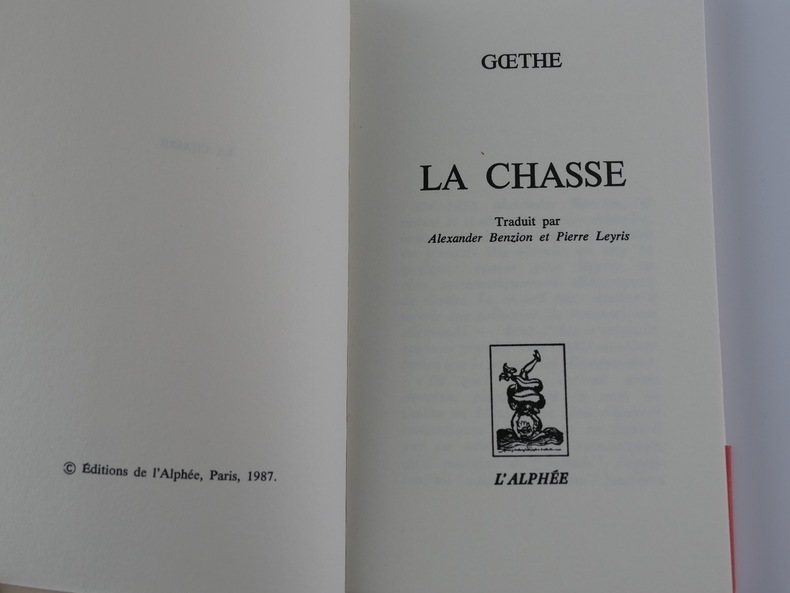 © Éditions de l'Alphée, Paris, 1987.
GŒTHE
LA CHASSE
Traduit par
Alexander Benzion et Pierre Leyris
L'ALPHÉE